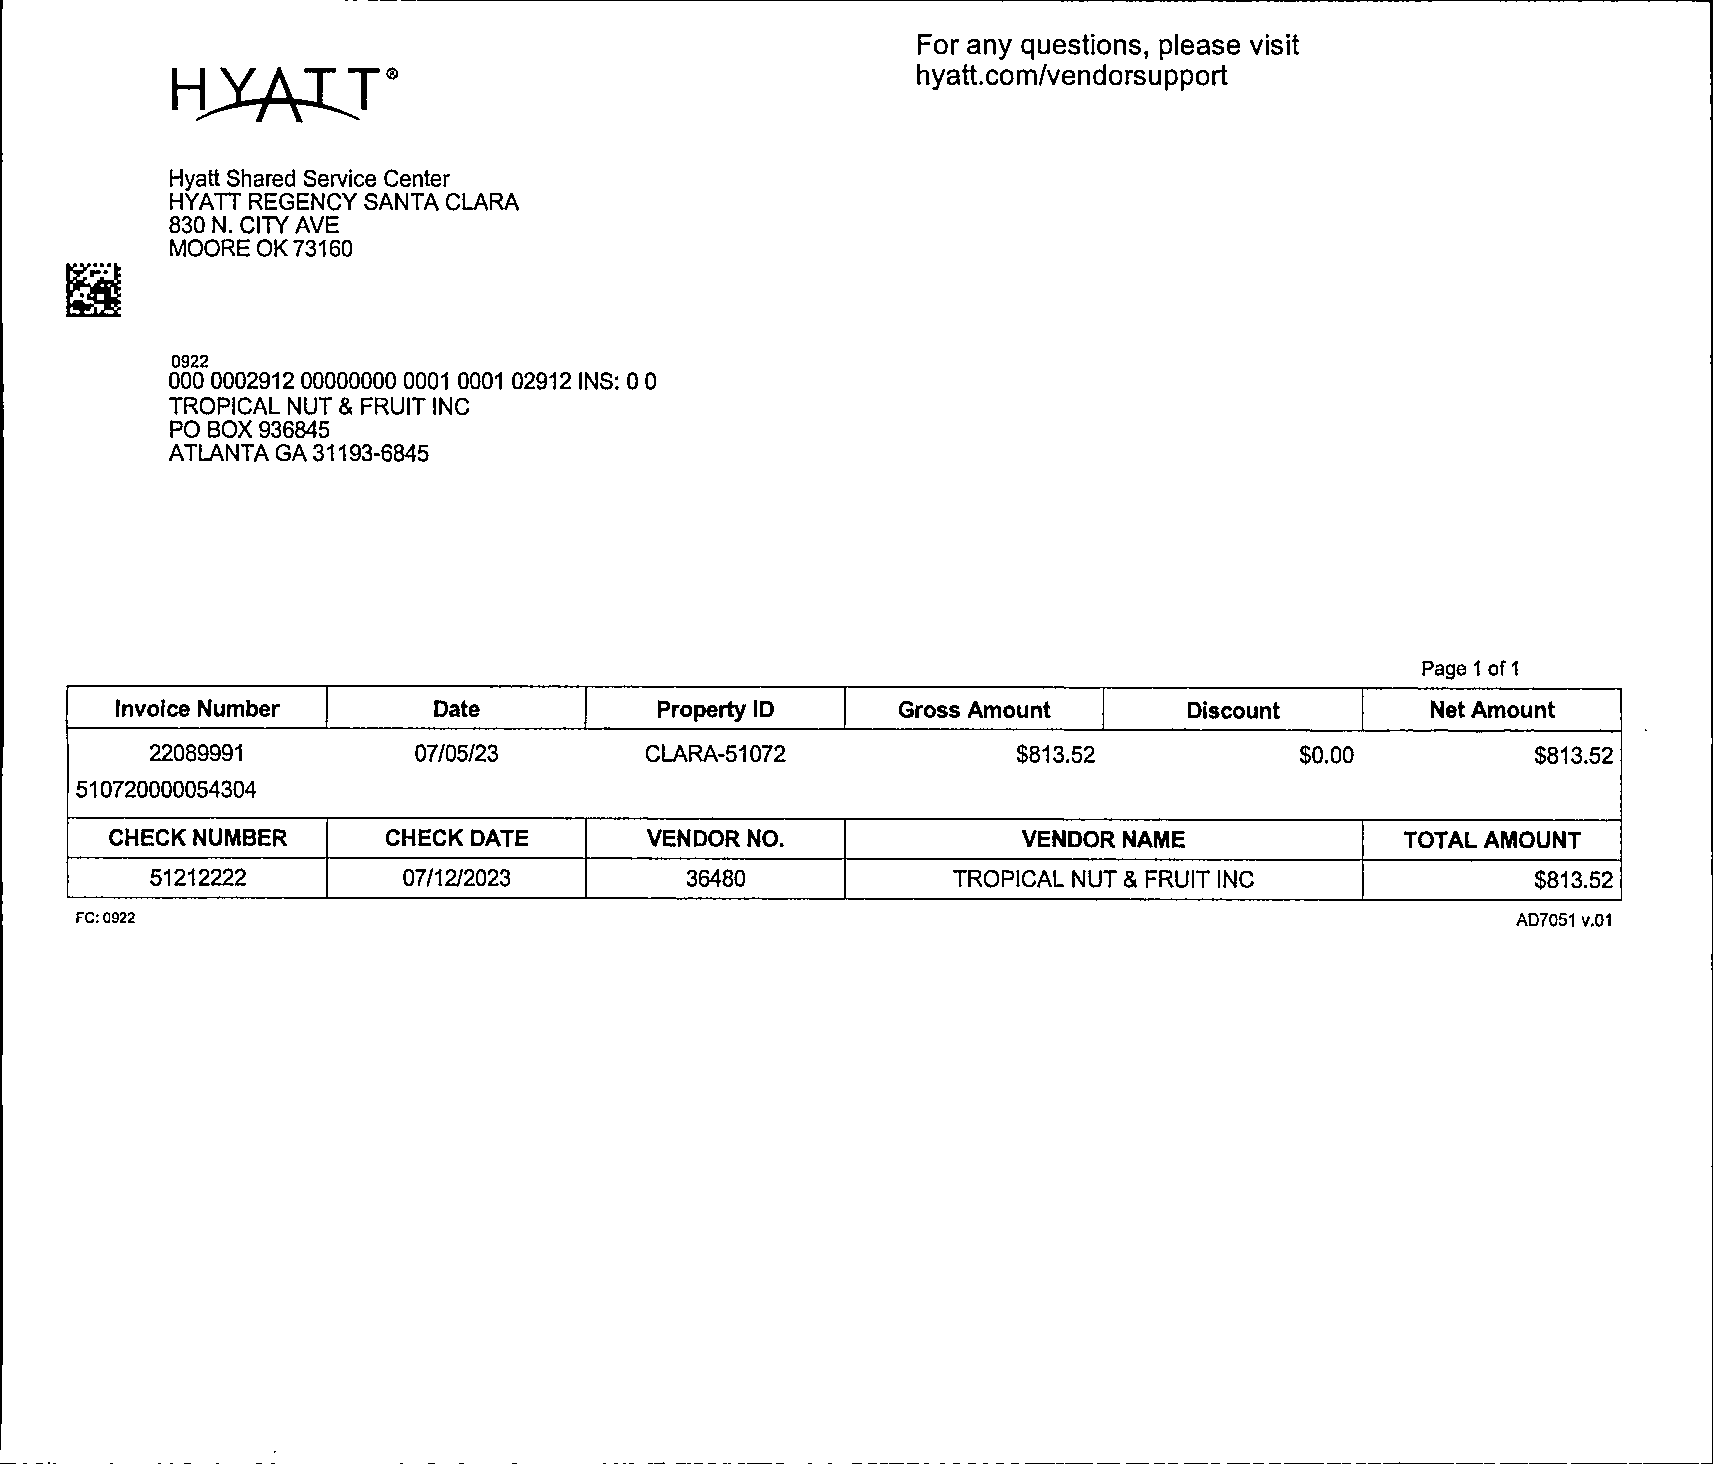 For any questions, please visit
hyatt.com/vendorsupport
HYATT®
Hyatt Shared Service Center
HYATT REGENCY SANTA CLARA
830 N. CITY AVE
MOORE OK 73160
0922
000 0002912 00000000 0001 0001 02912 INS: 0 0
TROPICAL NUT & FRUIT INC
PO BOX 936845
ATLANTA GA 31193-6845
Page 1 of 1
Invoice Number Date Property ID Gross Amount Discount Net Amount
22089991 07/05/23 CLARA-51072 $813.52 $0.00 $813.52
510720000054304
CHECK NUMBER CHECK DATE VENDOR NO. VENDOR NAME TOTAL AMOUNT
51212222 07/12/2023 36480 TROPICAL NUT & FRUIT INC $813.52
FC: 0922 AD7051 v.01